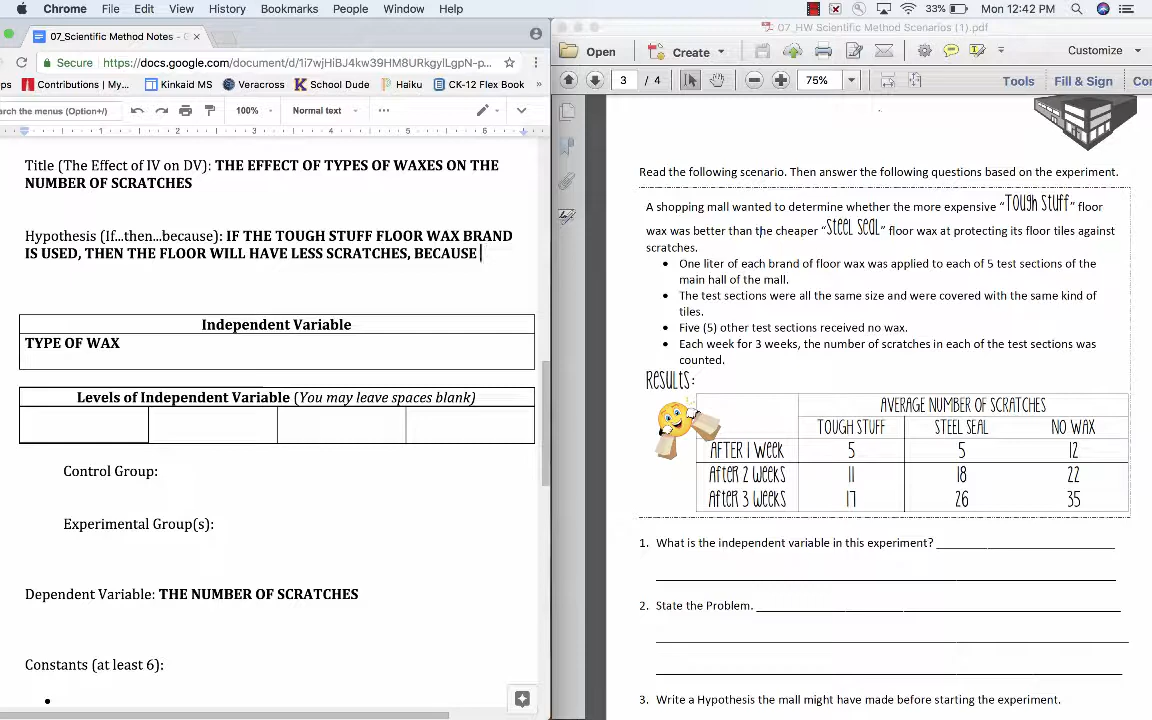 Chrome File Edit View History Bookmarks People Window Help 33% Mon 12:42 PM
07_Scientific Method Notes - G
07_HW Scientific Method Scenarios (1).pdf
Secure https://docs.google.com/document/d/1i7wjHiBJ4kw39HM8URkgylLgpN-p...
Open Create Customize
ps Contributions | My... Kinkaid MS Veracross School Dude Haiku CK-12 Flex Book »
3 / 4 75% Tools Fill & Sign Co
arch the menus (Option+/) 100% Normal text
1 2 3 4 5 6
Title (The Effect of IV on DV): THE EFFECT OF TYPES OF WAXES ON THE
NUMBER OF SCRATCHES
Hypothesis (If...then...because): IF THE TOUGH STUFF FLOOR WAX BRAND
IS USED, THEN THE FLOOR WILL HAVE LESS SCRATCHES, BECAUSE
Independent Variable
TYPE OF WAX
Levels of Independent Variable (You may leave spaces blank)
Control Group:
Experimental Group(s):
Dependent Variable: THE NUMBER OF SCRATCHES
Constants (at least 6):
•
Read the following scenario. Then answer the following questions based on the experiment.
A shopping mall wanted to determine whether the more expensive "Tough Stuff" floor
wax was better than the cheaper "Steel Seal" floor wax at protecting its floor tiles against
scratches.
• One liter of each brand of floor wax was applied to each of 5 test sections of the
main hall of the mall.
• The test sections were all the same size and were covered with the same kind of
tiles.
• Five (5) other test sections received no wax.
• Each week for 3 weeks, the number of scratches in each of the test sections was
counted.
Results:
AVERAGE NUMBER OF SCRATCHES
TOUGH STUFF STEEL SEAL NO WAX
AFTER 1 WEEK 5 5 12
After 2 weeks 11 18 22
After 3 weeks 17 26 35
1. What is the independent variable in this experiment?
2. State the Problem.
3. Write a Hypothesis the mall might have made before starting the experiment.